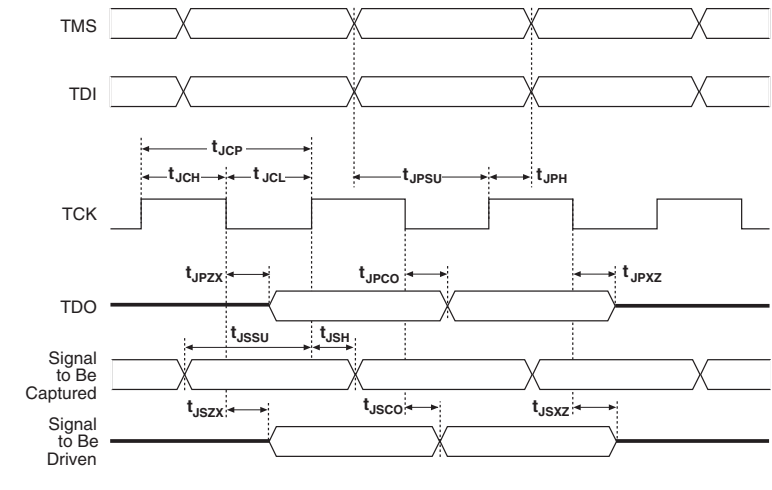 TMS
TDI
tJCP
tJCH
tJCL
tJPSU
tJPH
TCK
tJPZX
tJPCO
tJPXZ
TDO
tJSSU
tJSH
Signal
to Be
Captured
tJSZX
tJSCO
tJSXZ
Signal
to Be
Driven